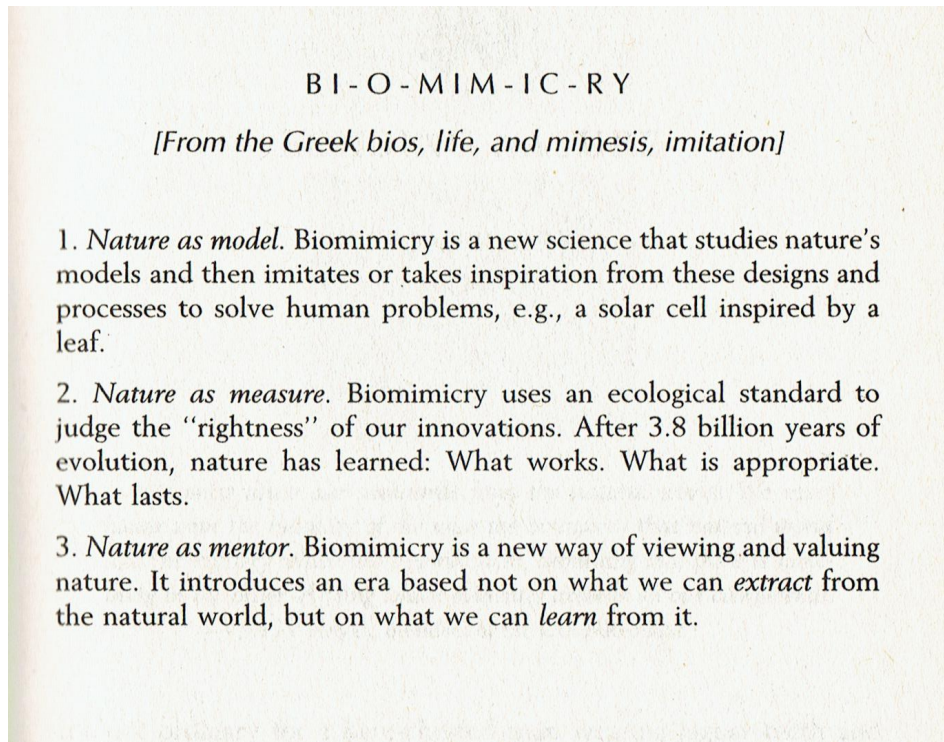 BI-O-MIM-IC-RY
[From the Greek bios, life, and mimesis, imitation]
1. Nature as model. Biomimicry is a new science that studies nature's
models and then imitates or takes inspiration from these designs and
processes to solve human problems, e.g., a solar cell inspired by a
leaf.
2. Nature as measure. Biomimicry uses an ecological standard to
judge the “rightness” of our innovations. After 3.8 billion years of
evolution, nature has learned: What works. What is appropriate.
What lasts.
3. Nature as mentor. Biomimicry is a new way of viewing and valuing
nature. It introduces an era based not on what we can extract from
the natural world, but on what we can learn from it.